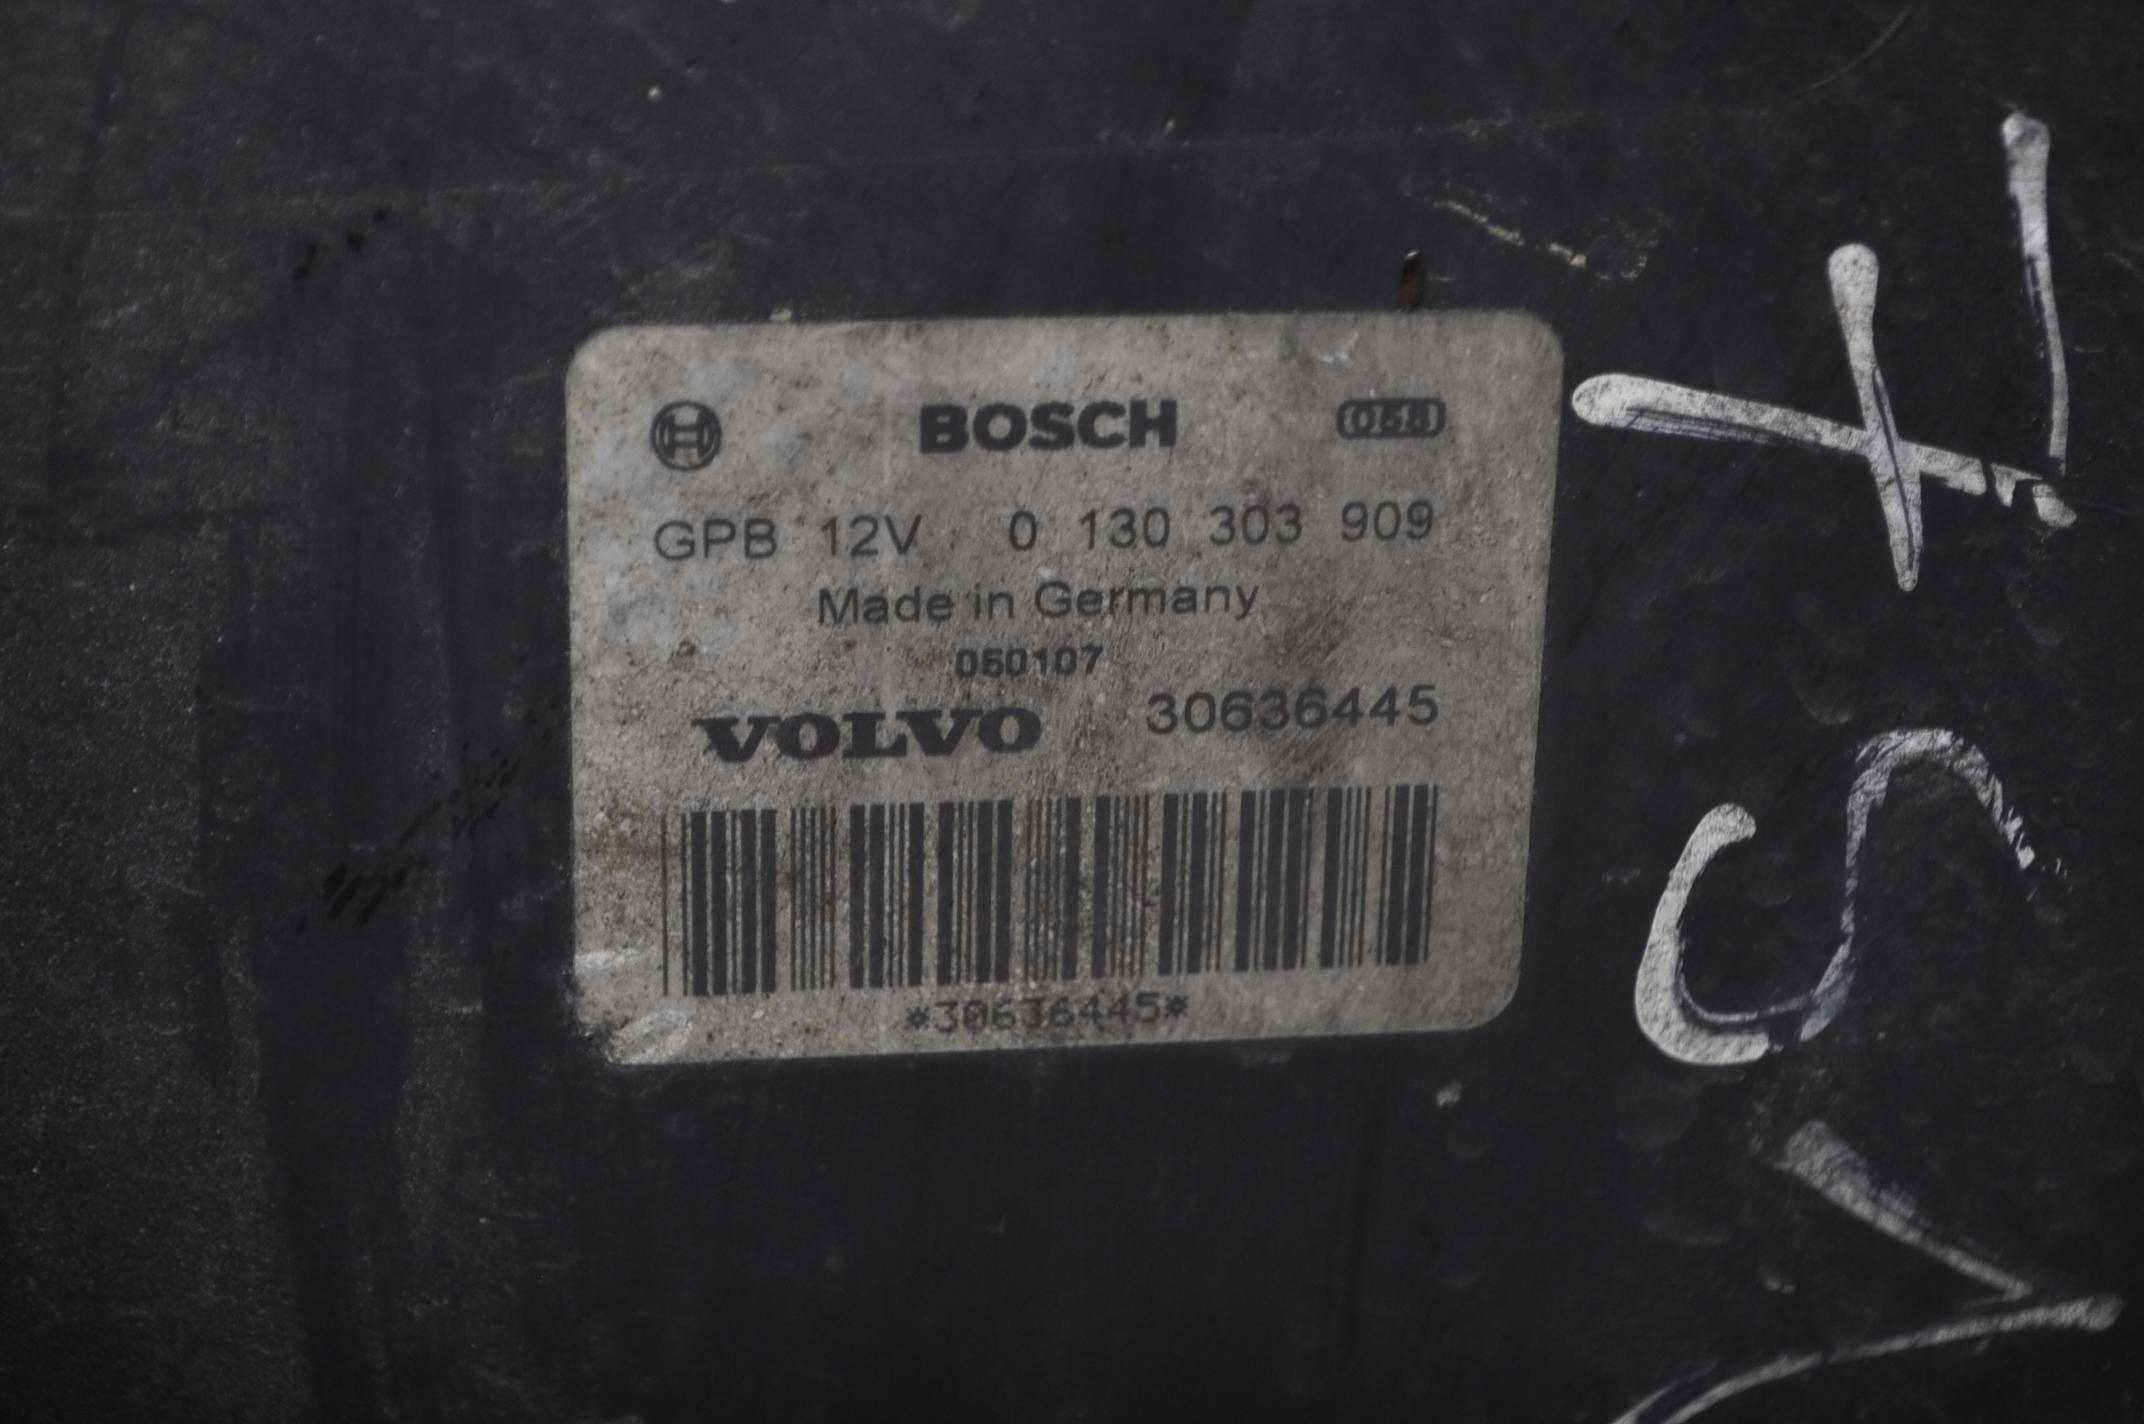 BOSCH 058
GPB 12V 0 130 303 909
Made in Germany
050107
VOLVO 30636445
*30636445*